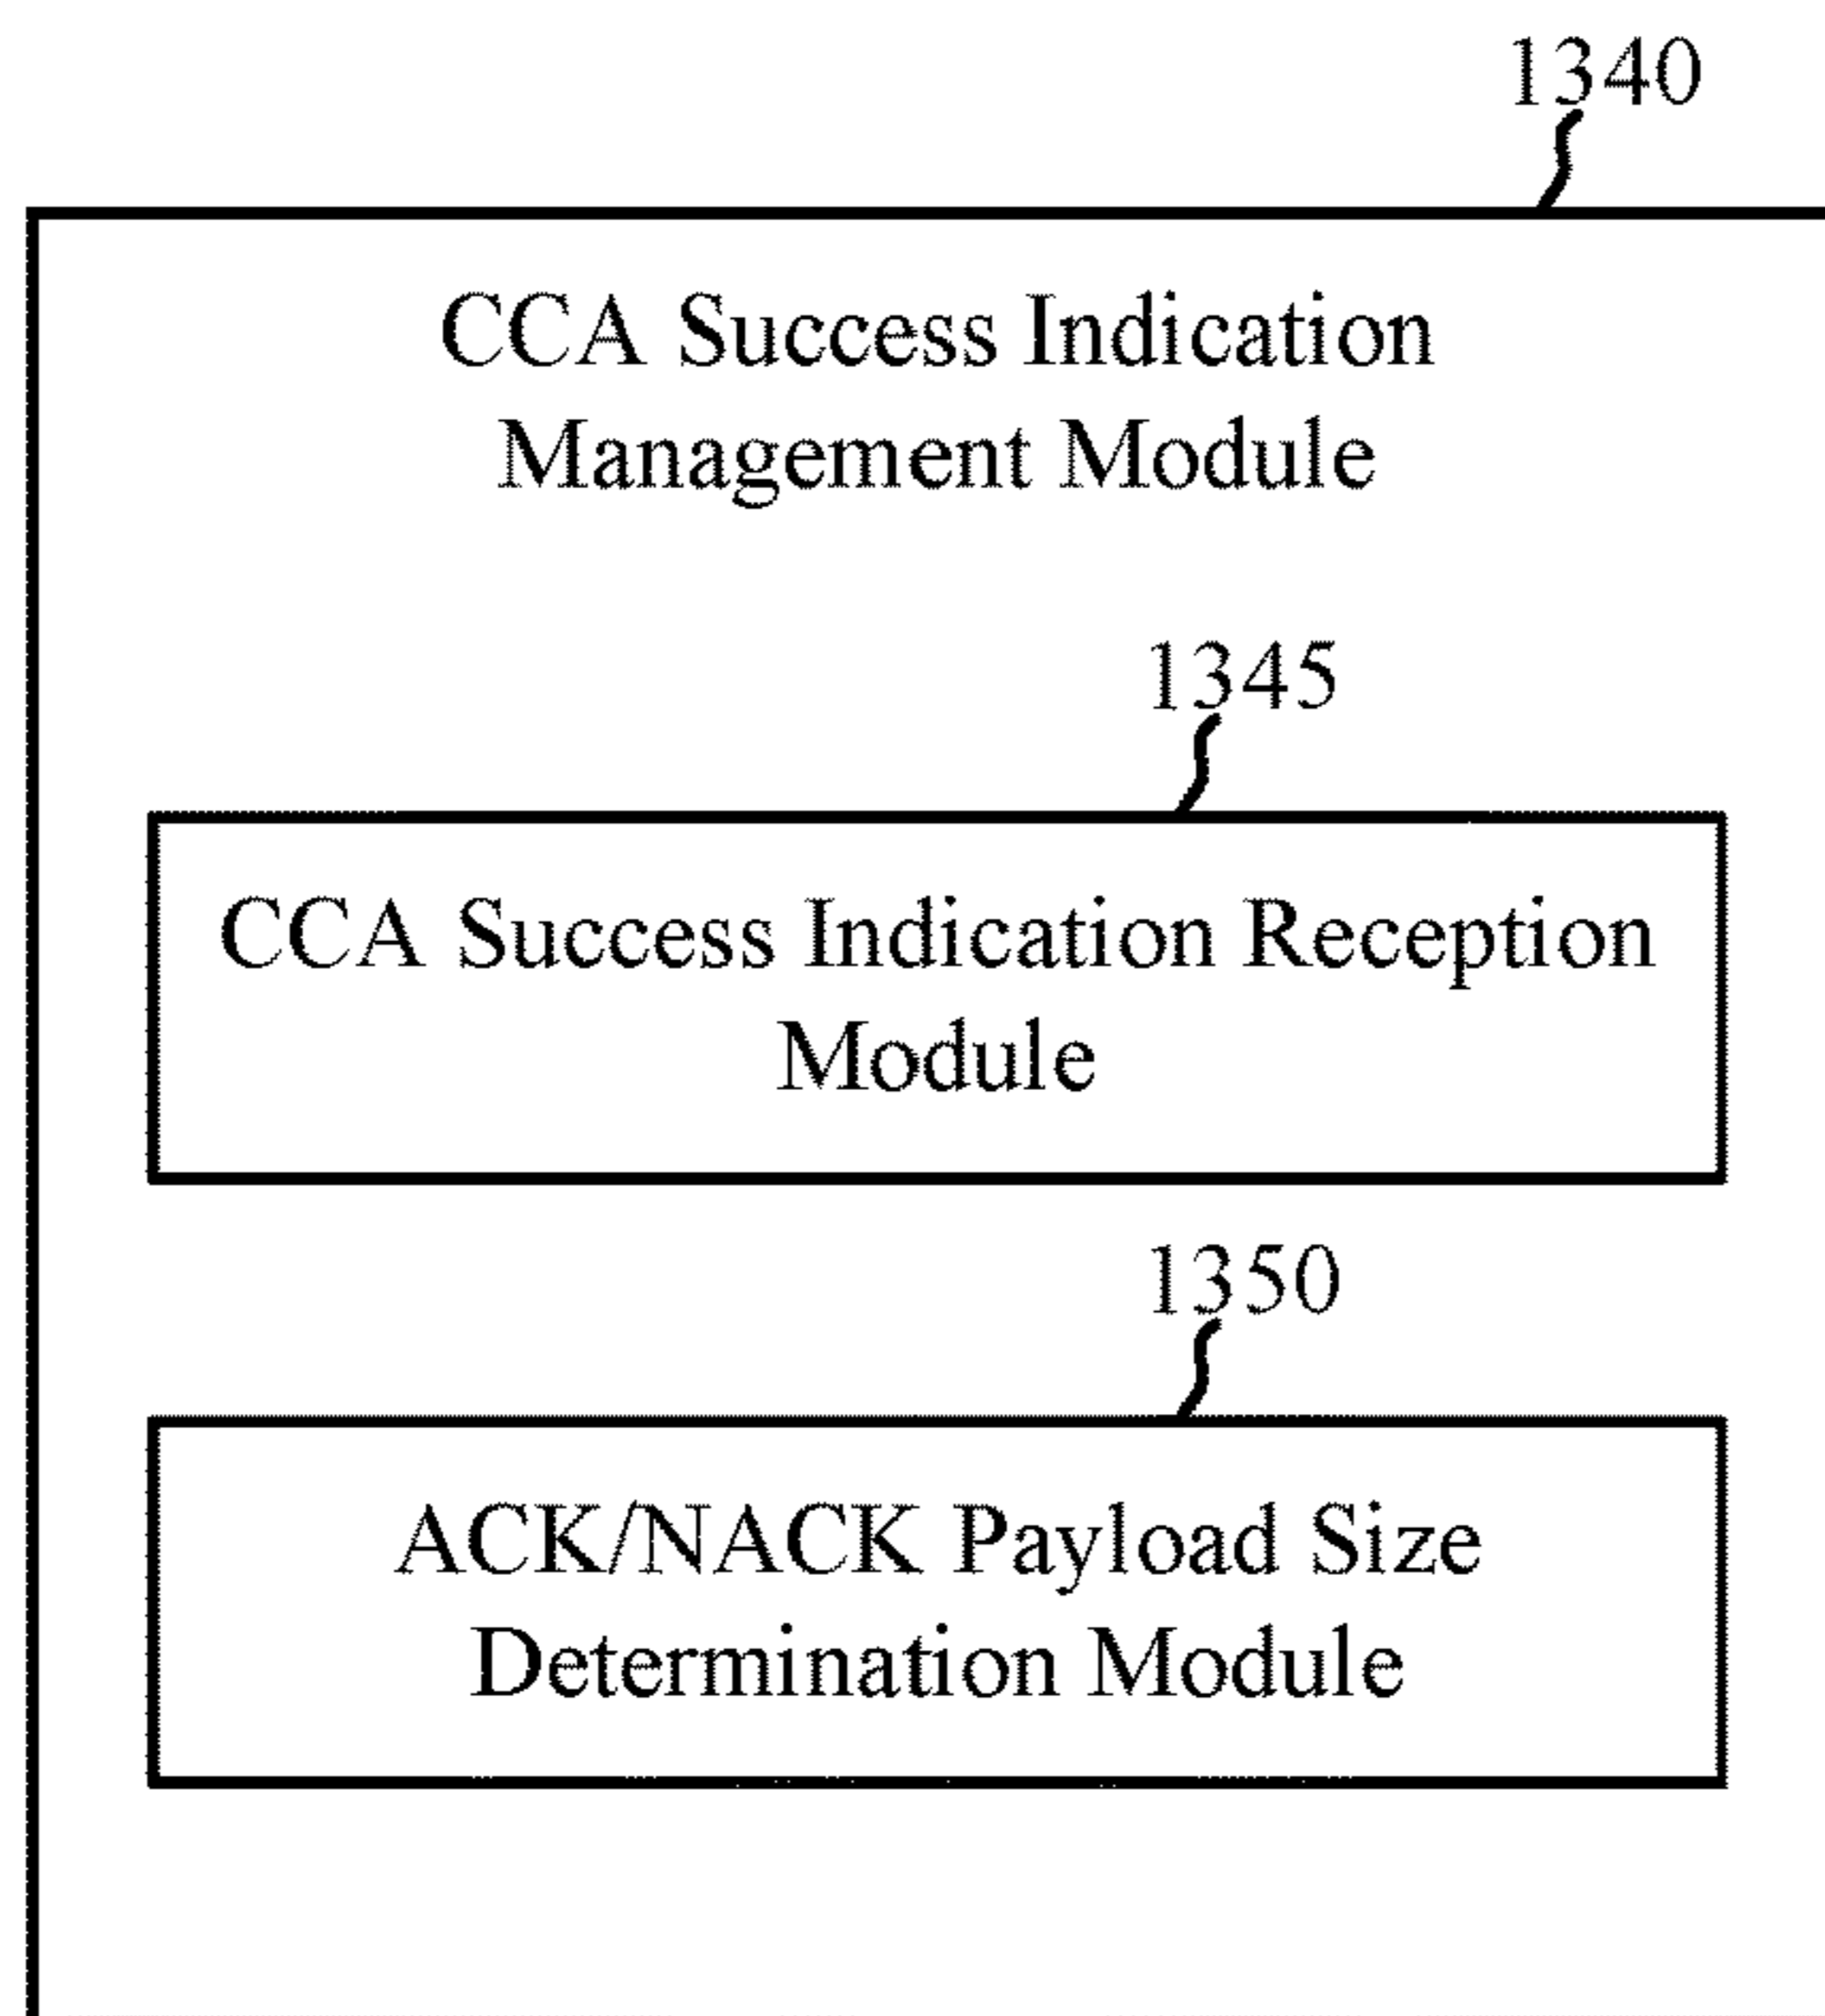 1340
CCA Success Indication
Management Module
1345
CCA Success Indication Reception
Module
1350
ACK/NACK Payload Size
Determination Module